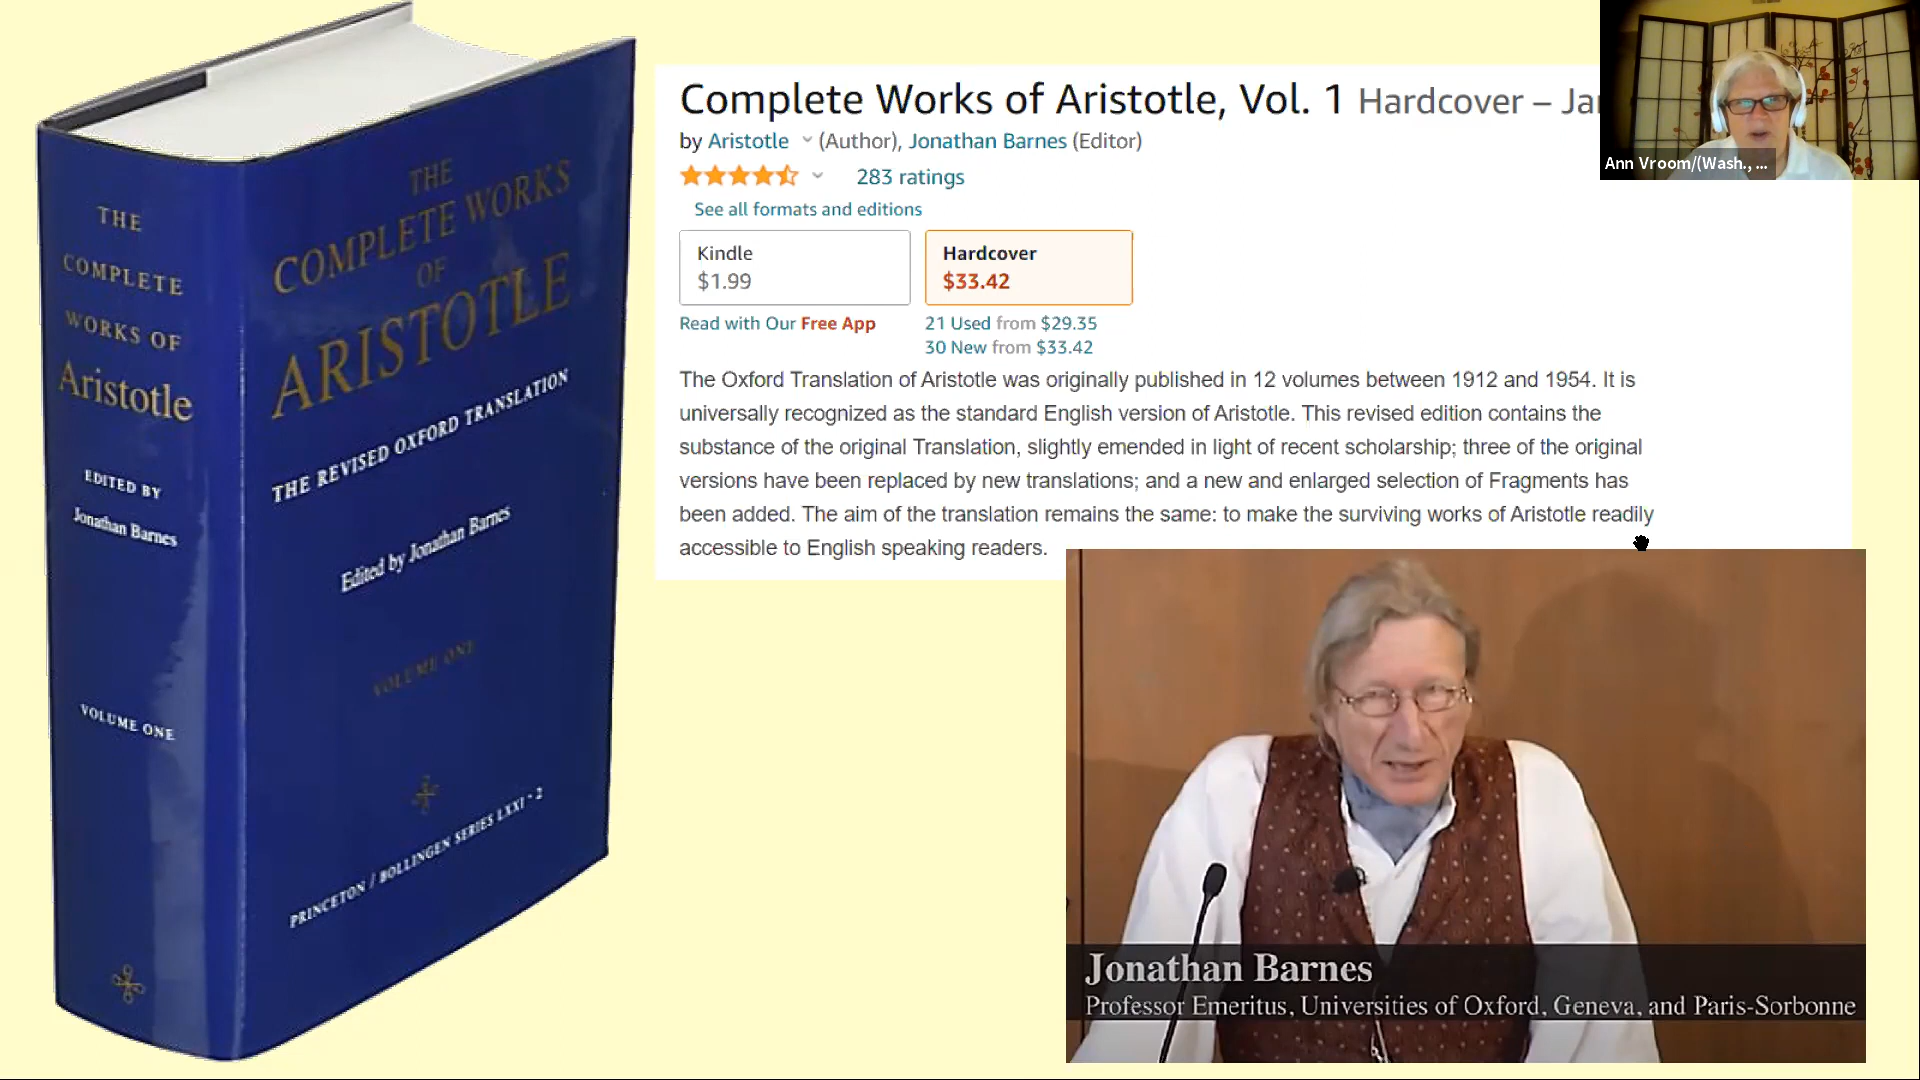 THE
COMPLETE
WORKS OF
Aristotle
EDITED BY
Jonathan Barnes
VOLUME ONE
THE
COMPLETE WORKS
OF
ARISTOTLE
THE REVISED OXFORD TRANSLATION
Edited by Jonathan Barnes
VOLUME ONE
PRINCETON / BOLLINGEN SERIES LXXI · 2
Complete Works of Aristotle, Vol. 1 Hardcover –
by Aristotle (Author), Jonathan Barnes (Editor)
283 ratings
See all formats and editions
Kindle
$1.99
Hardcover
$33.42
Read with Our Free App
21 Used from $29.35
30 New from $33.42
The Oxford Translation of Aristotle was originally published in 12 volumes between 1912 and 1954. It is
universally recognized as the standard English version of Aristotle. This revised edition contains the
substance of the original Translation, slightly emended in light of recent scholarship; three of the original
versions have been replaced by new translations; and a new and enlarged selection of Fragments has
been added. The aim of the translation remains the same: to make the surviving works of Aristotle readily
accessible to English speaking readers.
Ann Vroom/(Wash., ...
Jonathan Barnes
Professor Emeritus, Universities of Oxford, Geneva, and Paris-Sorbonne